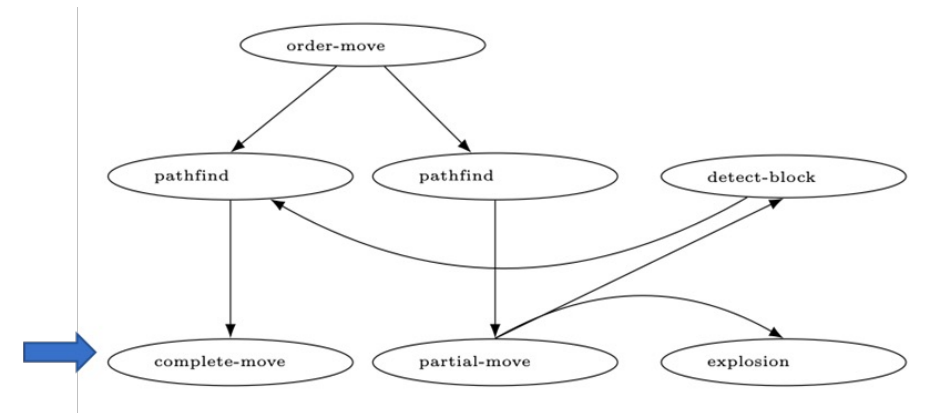 order-move
pathfind
pathfind
detect-block
complete-move
partial-move
explosion